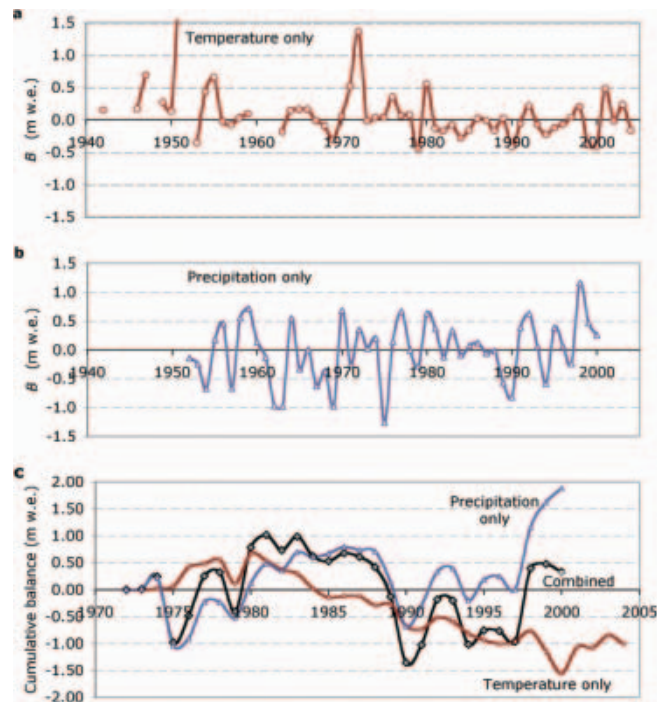 a
1.5
Temperature only
1.0
0.5
0.0
1940 1950 1960 1970 1980 1990 2000
-0.5
-1.0
-1.5
B (m w.e.)
b
1.5
Precipitation only
1.0
0.5
0.0
1940 1950 1960 1970 1980 1990 2000
-0.5
-1.0
-1.5
B (m w.e.)
c
2.00
1.50
Precipitation
only
1.00
0.50
Combined
0.00
1970 1975 1980 1985 1990 1995 2000 2005
-0.50
-1.00
-1.50
Temperature only
-2.00
Cumulative balance (m w.e.)